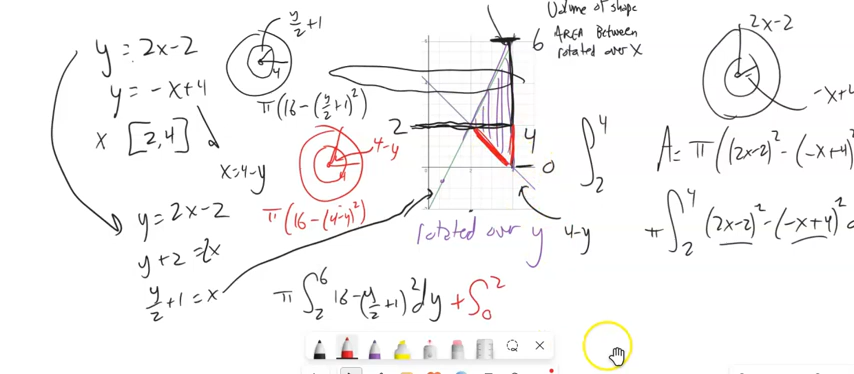 y = 2x-2
y = -x+4
x [2,4]
x=4-y
y = 2x-2
y+2 = 2x
y/2 +1 = x
y/2+1
4
π(16-(y/2+1)²)
4-y
4
π(16-(4-y)²)
2
6
4
0
2
rotated over y
4-y
π∫₂⁶ 16-(y/2+1)² dy + ∫₀²
Volume of shape
AREA Between
rotated over X
∫₂⁴
2x-2
-x+4
A= π((2x-2)² - (-x+4)²
π∫₂⁴ (2x-2)² - (-x+4)²